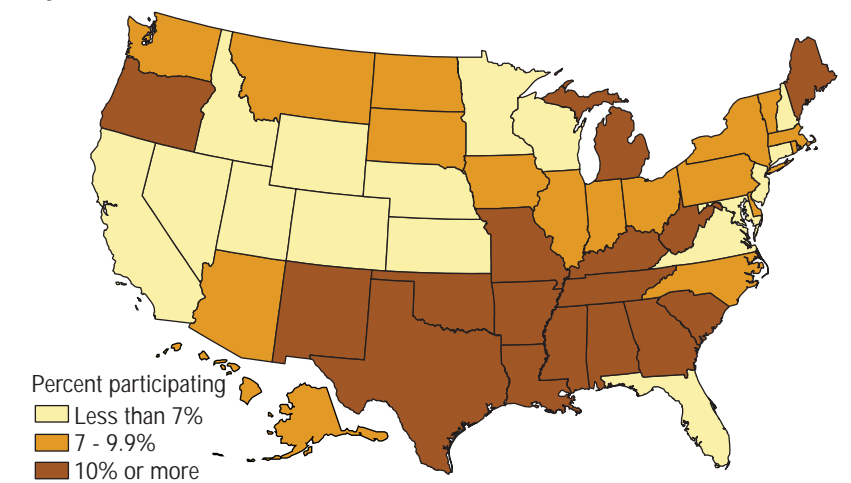 Percent participating
Less than 7%
7 - 9.9%
10% or more